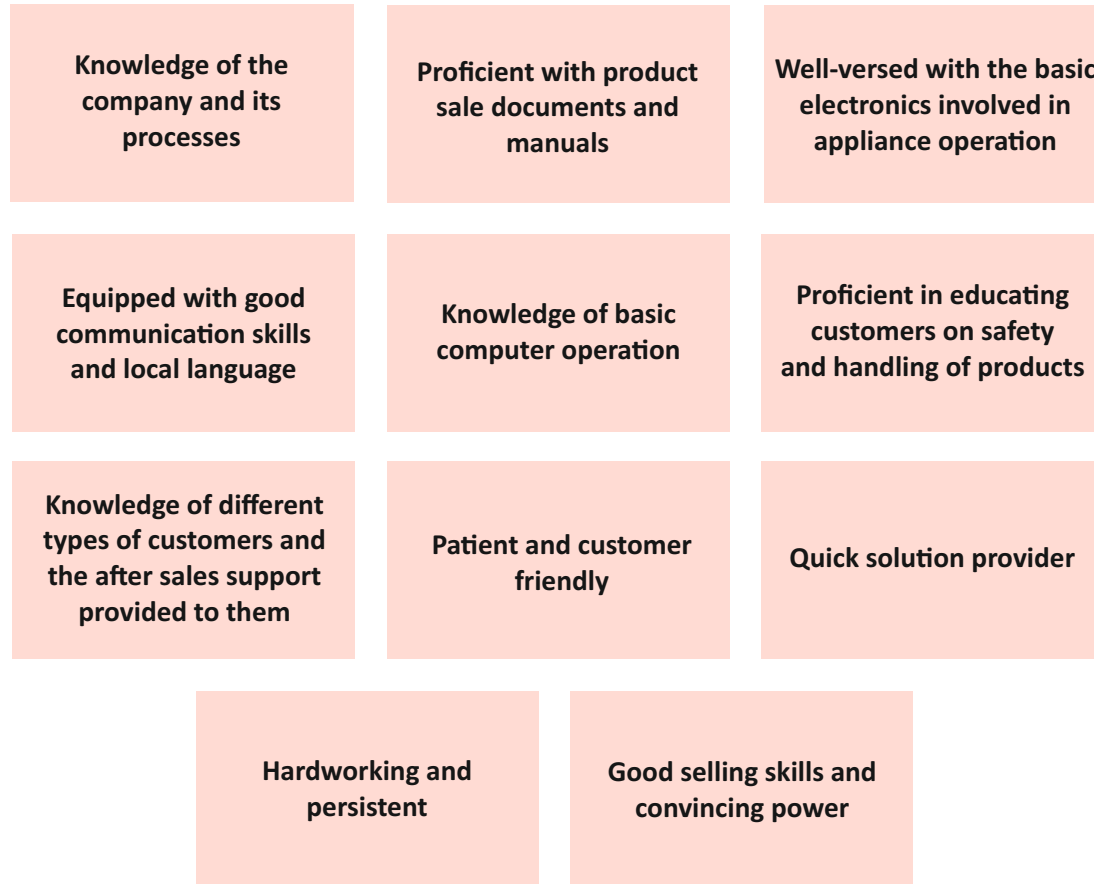 Knowledge of the
company and its
processes
Proficient with product
sale documents and
manuals
Well-versed with the basic
electronics involved in
appliance operation
Equipped with good
communication skills
and local language
Knowledge of basic
computer operation
Proficient in educating
customers on safety
and handling of products
Knowledge of different
types of customers and
the after sales support
provided to them
Patient and customer
friendly
Quick solution provider
Hardworking and
persistent
Good selling skills and
convincing power